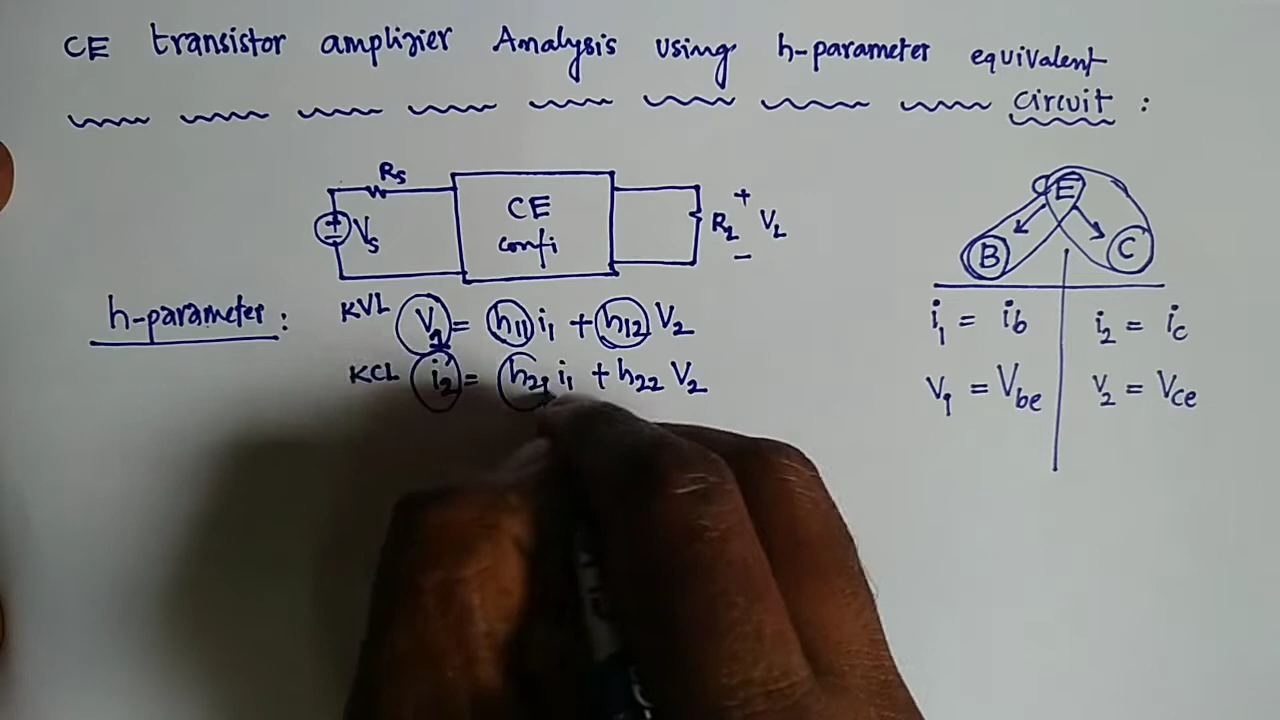 CE transistor amplifier Analysis using h-parameter equivalent
circuit :
Rs
+
Vs
CE
confi
RL
+
V2
-
E
B
C
h-parameter :
KVL V1 = h11 i1 + h12 V2
KCL i2 = h21 i1 + h22 V2
i1 = ib
i2 = ic
V1 = Vbe
V2 = Vce